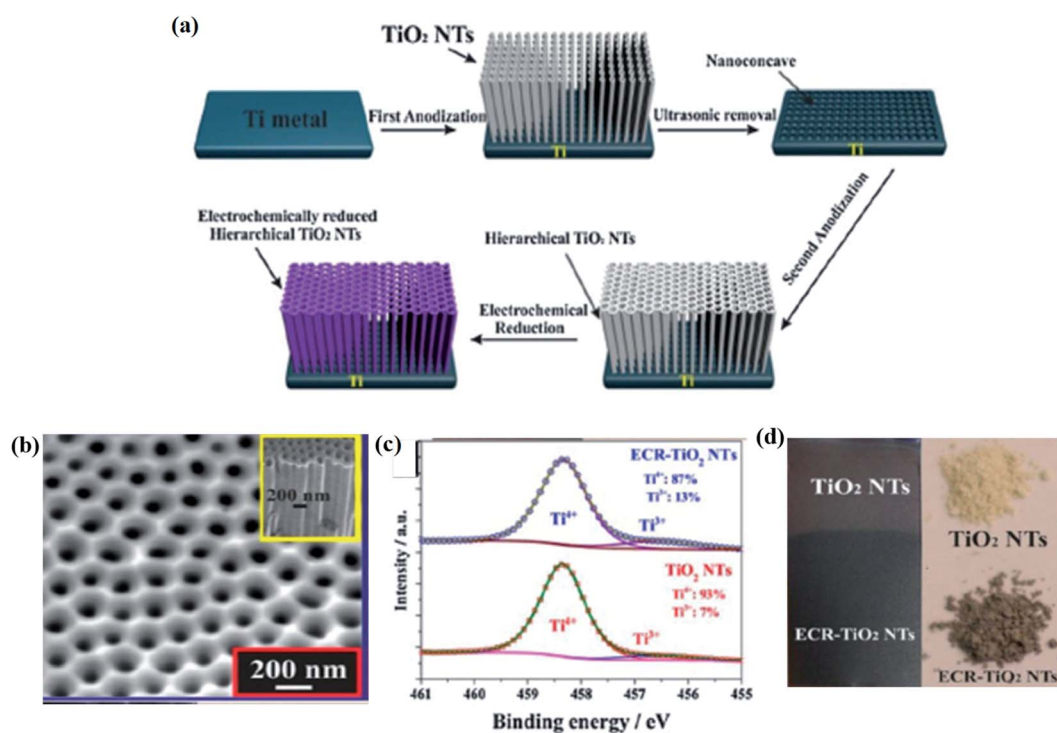 (a)
TiO₂ NTs
Nanoconcave
Ti metal
First Anodization
Ultrasonic removal
Ti
Ti
Electrochemically reduced
Hierarchical TiO₂ NTs
Hierarchical TiO₂ NTs
Second Anodization
Electrochemical
Reduction
Ti
Ti
(b)
200 nm
200 nm
(c)
ECR-TiO₂ NTs
Ti⁴⁺: 87%
Ti³⁺: 13%
Ti⁴⁺
Ti³⁺
TiO₂ NTs
Ti⁴⁺: 93%
Ti³⁺: 7%
Ti⁴⁺
Ti³⁺
Intensity / a.u.
461 460 459 458 457 456 455
Binding energy / eV
(d)
TiO₂ NTs
TiO₂ NTs
ECR-TiO₂ NTs
ECR-TiO₂ NTs